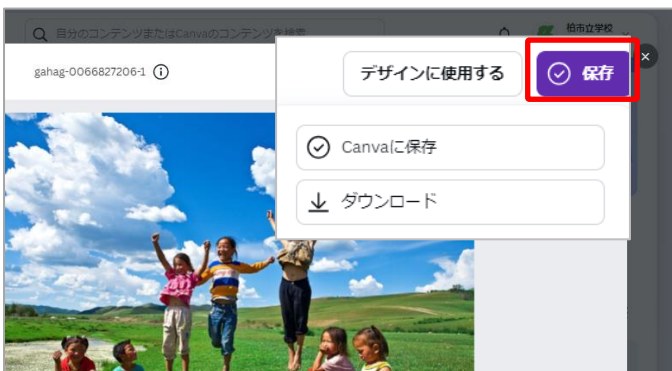 自分のコンテンツまたはCanvaのコンテンツを検索
柏市立学校
gahag-0066827206-1
デザインに使用する
保存
Canvaに保存
ダウンロード